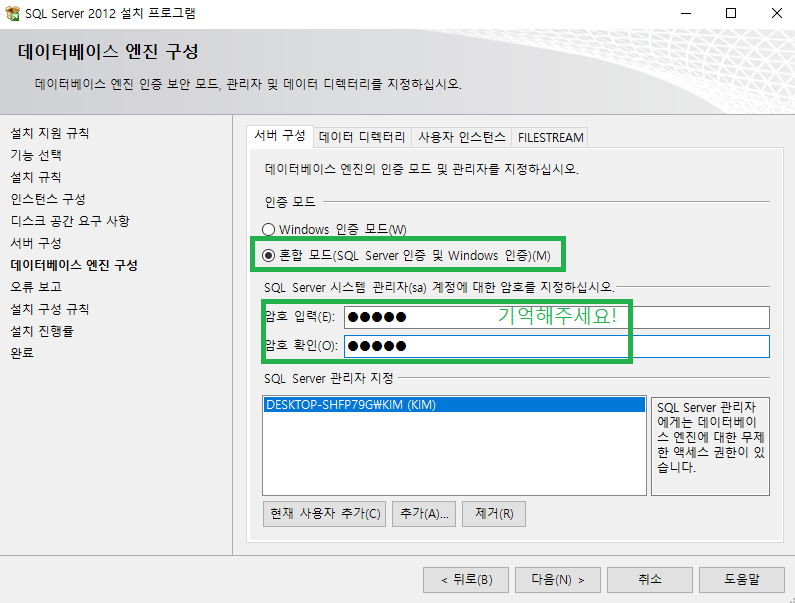 SQL Server 2012 설치 프로그램
데이터베이스 엔진 구성
데이터베이스 엔진 인증 보안 모드, 관리자 및 데이터 디렉터리를 지정하십시오.
설치 지원 규칙
기능 선택
설치 규칙
인스턴스 구성
디스크 공간 요구 사항
서버 구성
데이터베이스 엔진 구성
오류 보고
설치 구성 규칙
설치 진행률
완료
서버 구성 데이터 디렉터리 사용자 인스턴스 FILESTREAM
데이터베이스 엔진의 인증 모드 및 관리자를 지정하십시오.
인증 모드
Windows 인증 모드(W)
혼합 모드(SQL Server 인증 및 Windows 인증)(M)
SQL Server 시스템 관리자(sa) 계정에 대한 암호를 지정하십시오.
암호 입력(E): ●●●●● 기억해주세요!
암호 확인(O): ●●●●●
SQL Server 관리자 지정
DESKTOP-SHFP79G₩KIM (KIM)
SQL Server 관리자
에게는 데이터베이
스 엔진에 대한 무제
한 액세스 권한이 있
습니다.
현재 사용자 추가(C) 추가(A)... 제거(R)
< 뒤로(B) 다음(N) > 취소 도움말